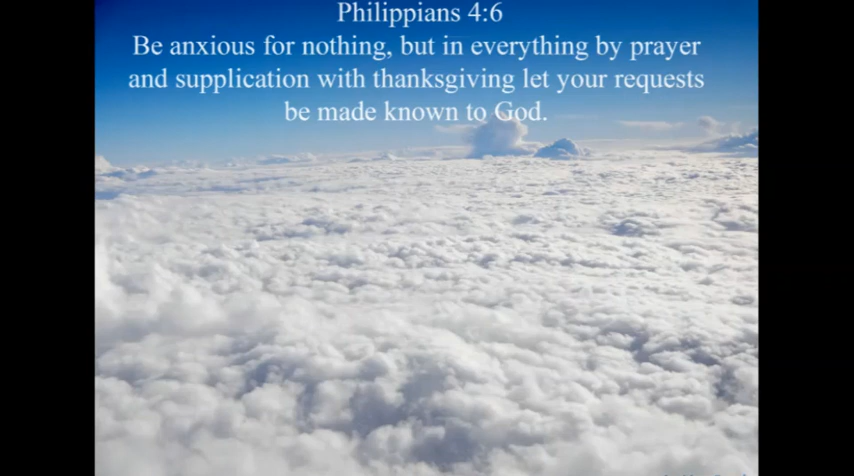 Philippians 4:6
Be anxious for nothing, but in everything by prayer
and supplication with thanksgiving let your requests
be made known to God.